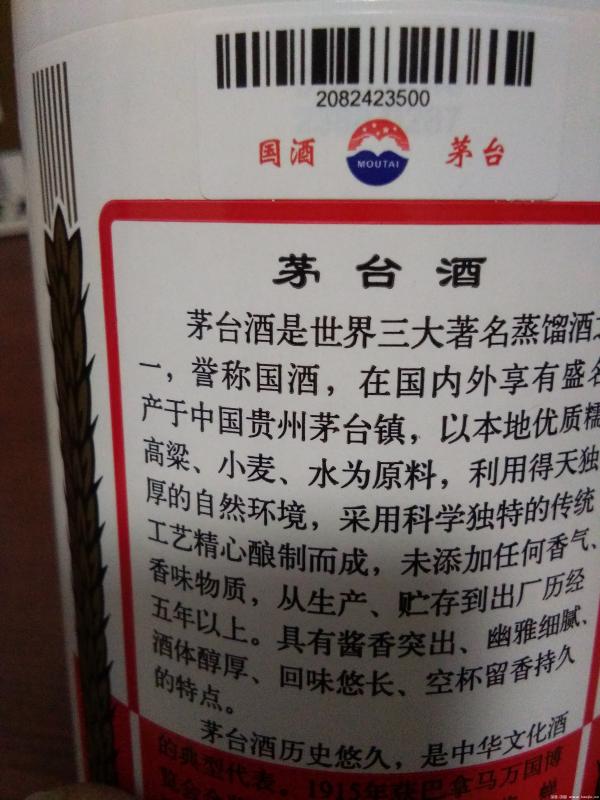 2082423500
国酒 MOUTAI 茅台
茅台酒
茅台酒是世界三大著名蒸馏酒之
一，誉称国酒，在国内外享有盛名
产于中国贵州茅台镇，以本地优质糯
高粱、小麦、水为原料，利用得天独
厚的自然环境，采用科学独特的传统
工艺精心酿制而成，未添加任何香气、
香味物质，从生产、贮存到出厂历经
五年以上。具有酱香突出、幽雅细腻、
酒体醇厚、回味悠长、空杯留香持久
的特点。
茅台酒历史悠久，是中华文化酒
的典型代表。1915年获巴拿马万国博
览会金